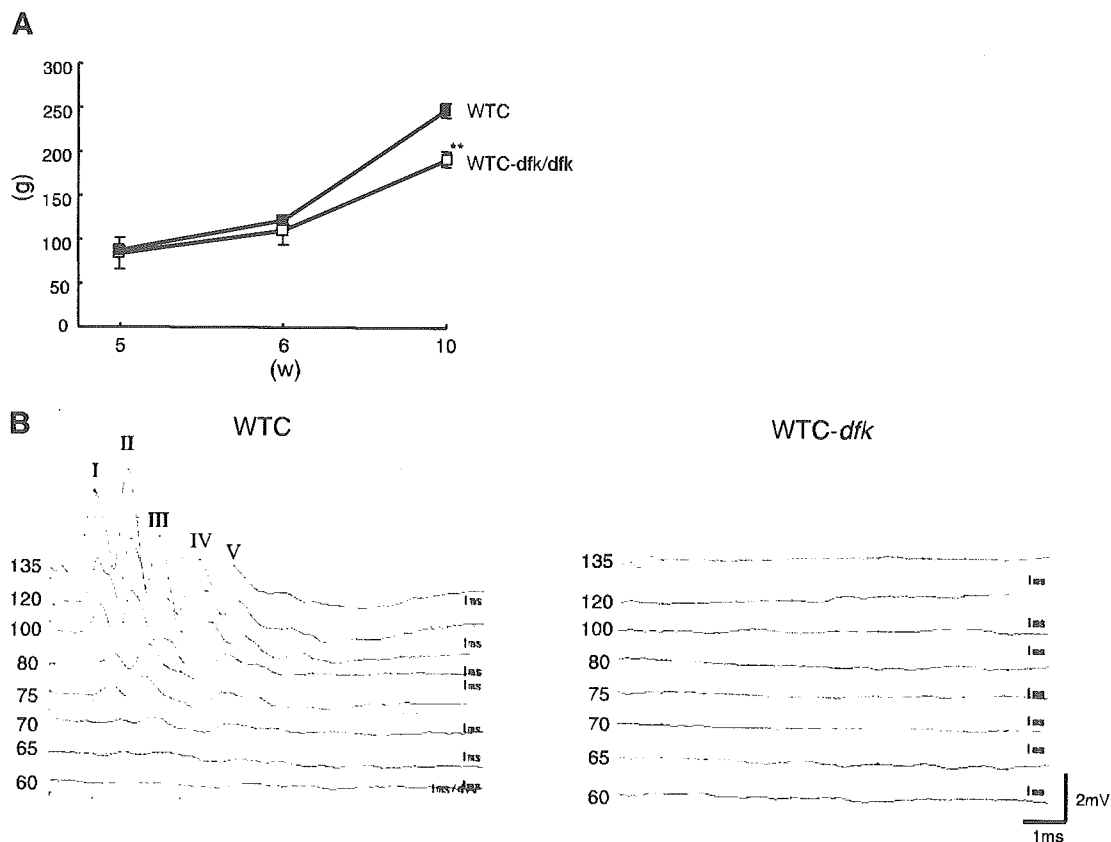 A
300
250
200
150
100
50
0
(g)
5
6
10
(w)
WTC
**
WTC-dfk/dfk
B
WTC
I
II
III
IV
V
135
120
100
80
75
70
65
60
1ms
1ms
1ms
1ms
1ms
1ms
WTC-dfk
135
120
100
80
75
70
65
60
1ms
1ms
1ms
1ms
1ms
1ms
1ms
1ms
2mV
1ms